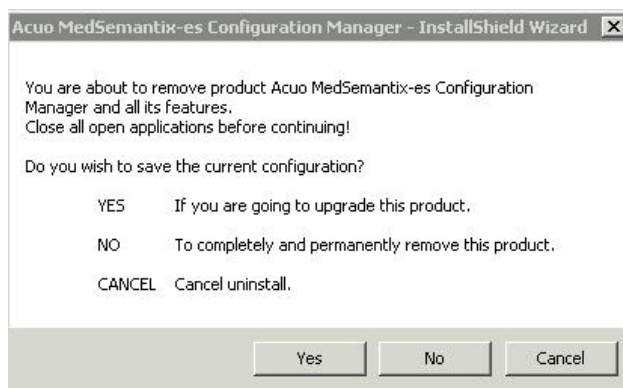 Acuo MedSemantix-es Configuration Manager - InstallShield Wizard
You are about to remove product Acuo MedSemantix-es Configuration
Manager and all its features.
Close all open applications before continuing!
Do you wish to save the current configuration?
YES If you are going to upgrade this product.
NO To completely and permanently remove this product.
CANCEL Cancel uninstall.
Yes No Cancel